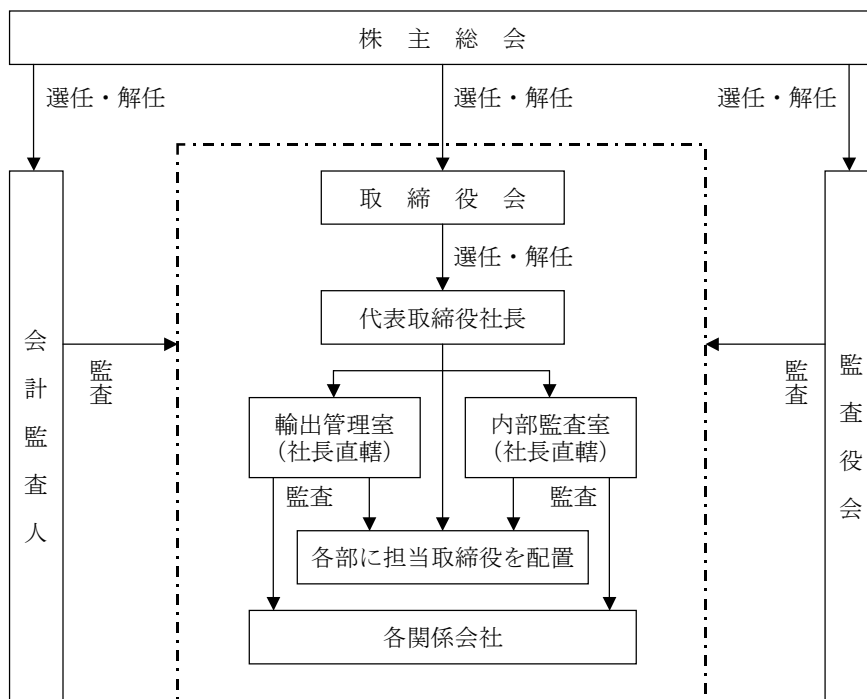 株主総会
選任・解任
選任・解任
選任・解任
取締役会
選任・解任
代表取締役社長
会計監査人
監査
監査
監査役会
輸出管理室
（社長直轄）
内部監査室
（社長直轄）
監査
監査
各部に担当取締役を配置
各関係会社